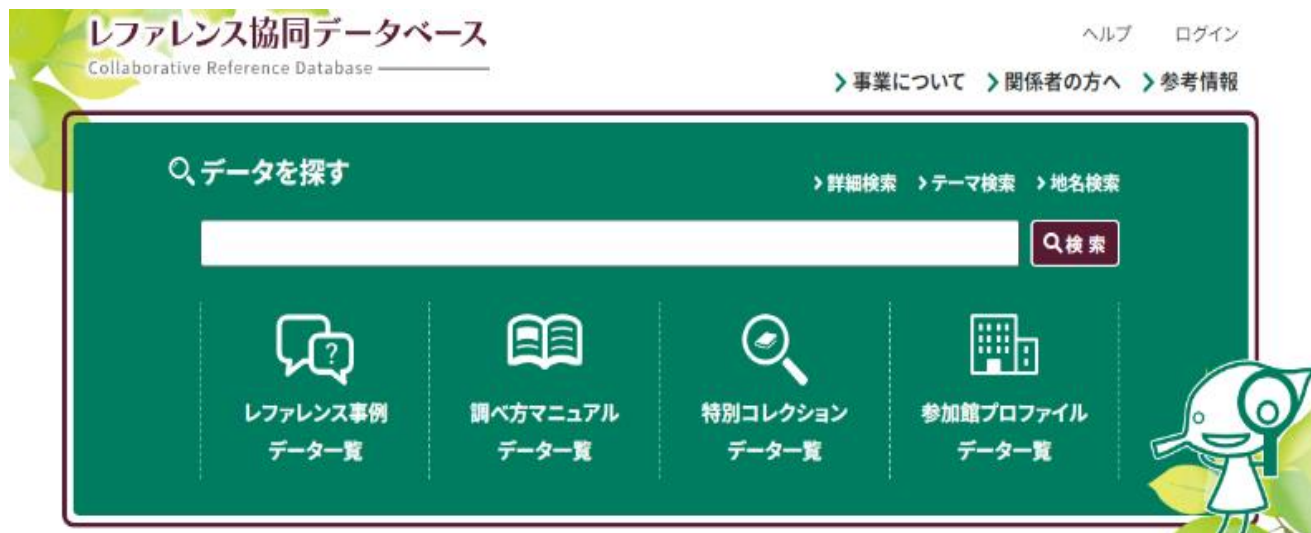 レファレンス協同データベース
Collaborative Reference Database
ヘルプ ログイン
事業について 関係者の方へ 参考情報
データを探す
詳細検索 テーマ検索 地名検索
検索
レファレンス事例
データ一覧
調べ方マニュアル
データ一覧
特別コレクション
データ一覧
参加館プロファイル
データ一覧